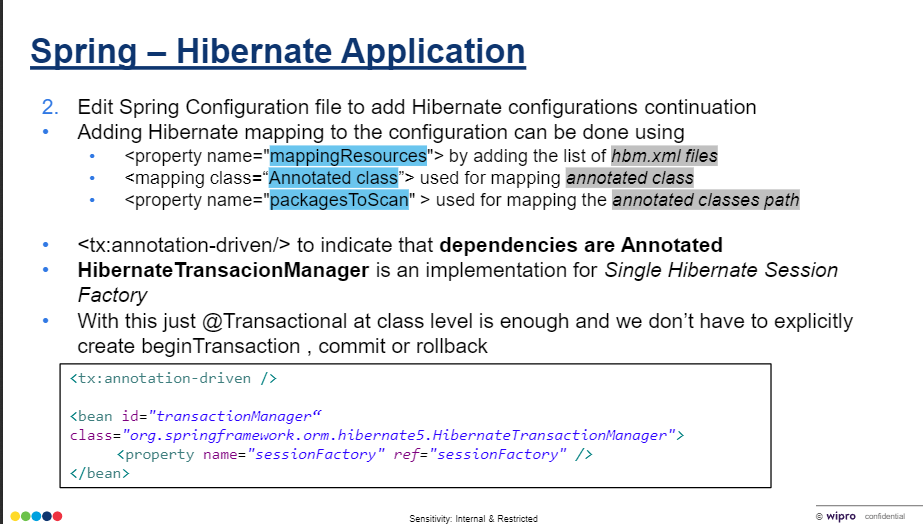 Spring – Hibernate Application
2. Edit Spring Configuration file to add Hibernate configurations continuation
• Adding Hibernate mapping to the configuration can be done using
• <property name="mappingResources"> by adding the list of hbm.xml files
• <mapping class=“Annotated class”> used for mapping annotated class
• <property name="packagesToScan" > used for mapping the annotated classes path
• <tx:annotation-driven/> to indicate that dependencies are Annotated
• HibernateTransacionManager is an implementation for Single Hibernate Session
Factory
• With this just @Transactional at class level is enough and we don’t have to explicitly
create beginTransaction , commit or rollback
<tx:annotation-driven />
<bean id="transactionManager“
class="org.springframework.orm.hibernate5.HibernateTransactionManager">
<property name="sessionFactory" ref="sessionFactory" />
</bean>
Sensitivity: Internal & Restricted
© wipro confidential